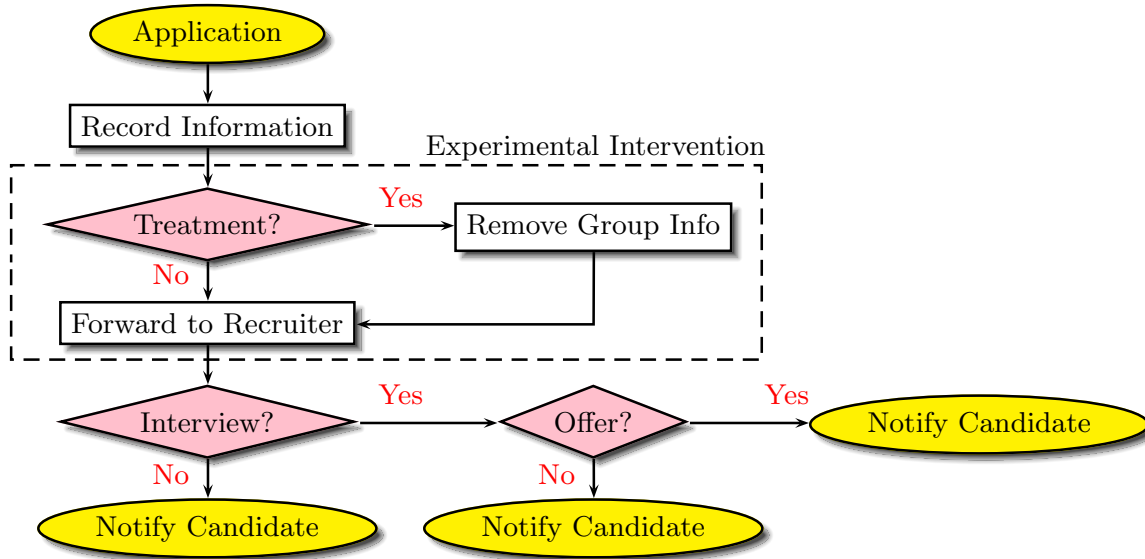 Application
Record Information
Experimental Intervention
Treatment?
Yes
Remove Group Info
No
Forward to Recruiter
Interview?
Yes
Offer?
Yes
Notify Candidate
No
No
Notify Candidate
Notify Candidate